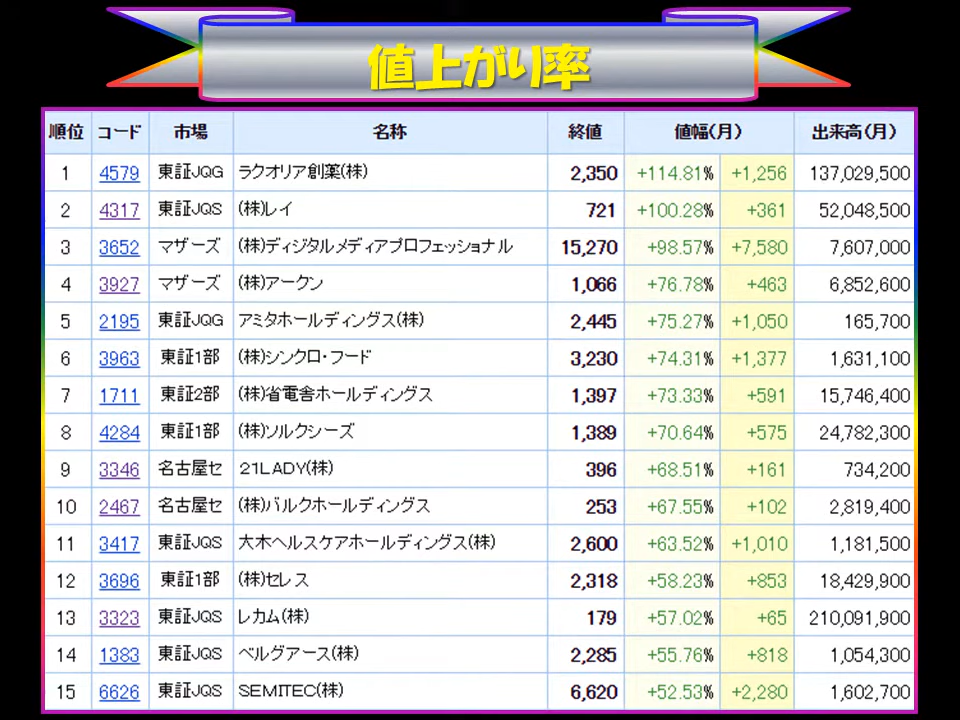 値上がり率
順位 コード 市場 名称 終値 値幅(月) 出来高(月)
1 4579 東証JQG ラクオリア創薬(株) 2,350 +114.81% +1,256 137,029,500
2 4317 東証JQS (株)レイ 721 +100.28% +361 52,048,500
3 3652 マザーズ (株)ディジタルメディアプロフェッショナル 15,270 +98.57% +7,580 7,607,000
4 3927 マザーズ (株)アークン 1,066 +76.78% +463 6,852,600
5 2195 東証JQG アミタホールディングス(株) 2,445 +75.27% +1,050 165,700
6 3963 東証1部 (株)シンクロ・フード 3,230 +74.31% +1,377 1,631,100
7 1711 東証2部 (株)省電舎ホールディングス 1,397 +73.33% +591 15,746,400
8 4284 東証1部 (株)ソルクシーズ 1,389 +70.64% +575 24,782,300
9 3346 名古屋セ 21LADY(株) 396 +68.51% +161 734,200
10 2467 名古屋セ (株)バルクホールディングス 253 +67.55% +102 2,819,400
11 3417 東証JQS 大木ヘルスケアホールディングス(株) 2,600 +63.52% +1,010 1,181,500
12 3696 東証1部 (株)セレス 2,318 +58.23% +853 18,429,900
13 3323 東証JQS レカム(株) 179 +57.02% +65 210,091,900
14 1383 東証JQS ベルグアース(株) 2,285 +55.76% +818 1,054,300
15 6626 東証JQS SEMITEC(株) 6,620 +52.53% +2,280 1,602,700